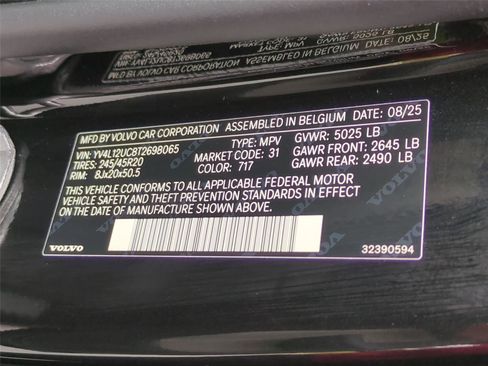 MFD BY VOLVO CAR CORPORATION ASSEMBLED IN BELGIUM DATE: 08/25
VIN: YV4L12UC8T2698065 TYPE: MPV GVWR: 5025 LB
TIRES: 245/45R20 MARKET CODE: 31 GAWR FRONT: 2645 LB
RIM: 8Jx20x50.5 COLOR: 717 GAWR REAR: 2490 LB
THIS VEHICLE CONFORMS TO ALL APPLICABLE FEDERAL MOTOR
VEHICLE SAFETY AND THEFT PREVENTION STANDARDS IN EFFECT
ON THE DATE OF MANUFACTURE SHOWN ABOVE.
VOLVO 32390594